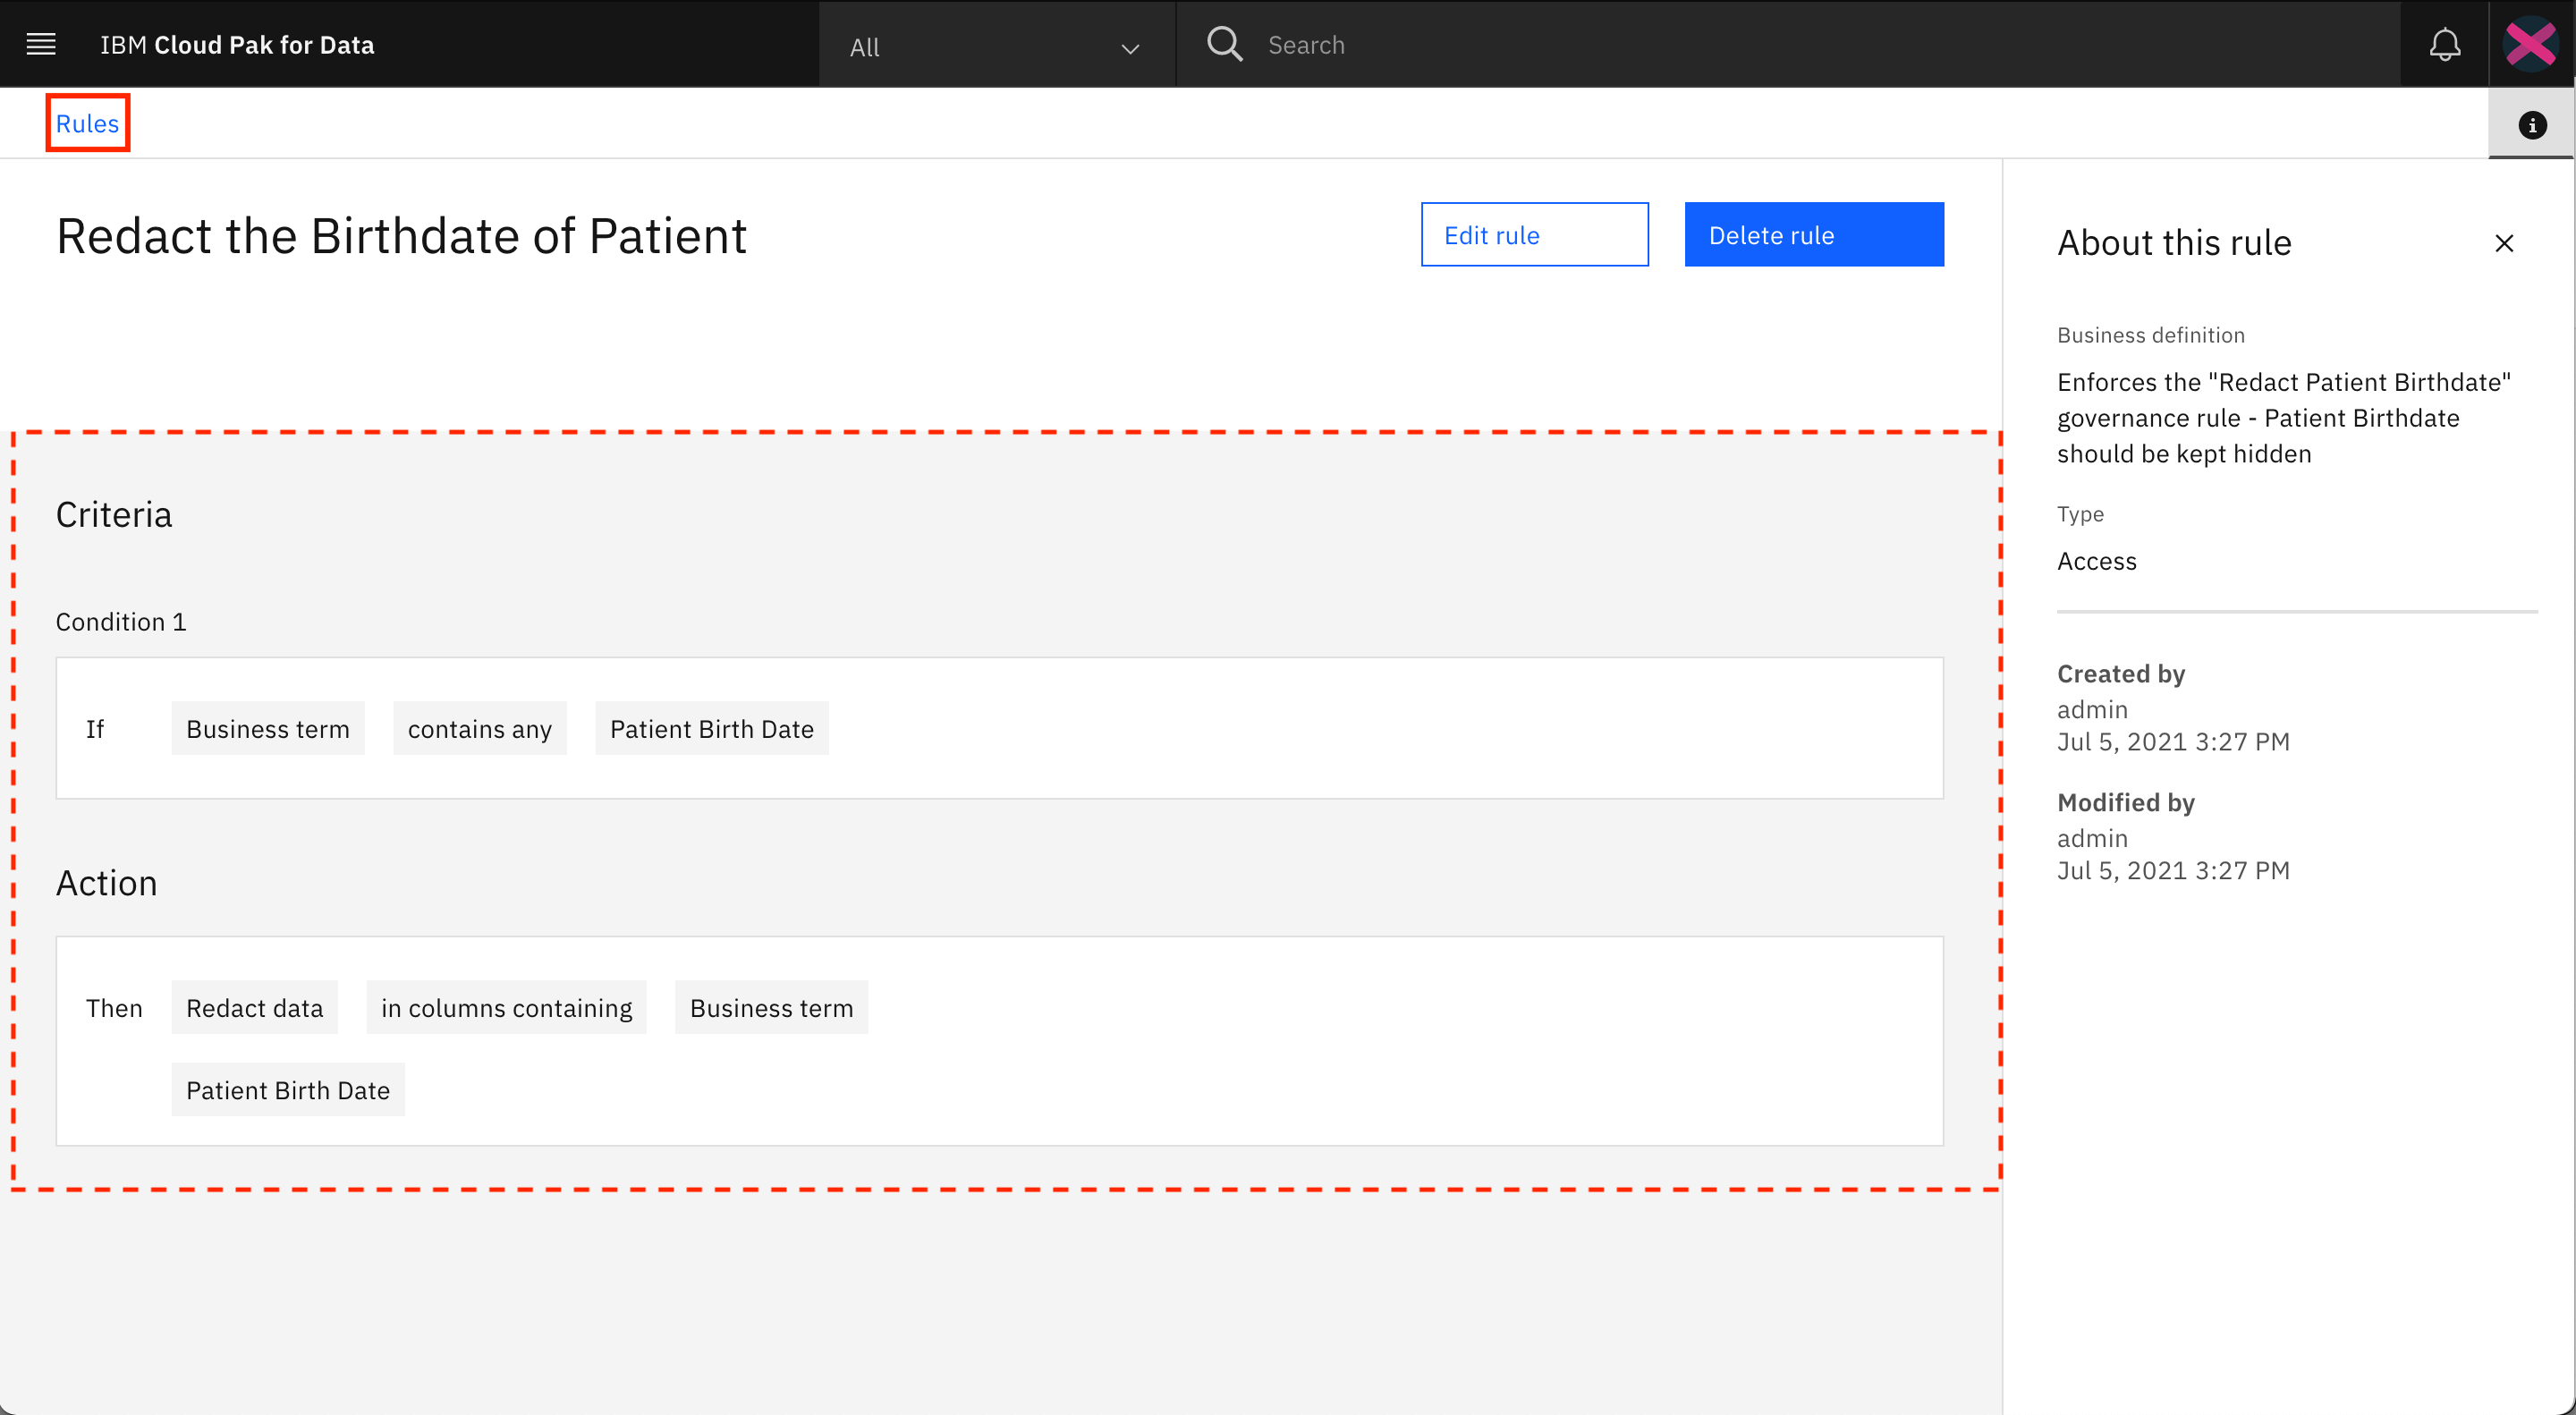 IBM Cloud Pak for Data
All
Search
Rules
Redact the Birthdate of Patient
Edit rule
Delete rule
Criteria
Condition 1
If Business term contains any Patient Birth Date
Action
Then Redact data in columns containing Business term
Patient Birth Date
About this rule
Business definition
Enforces the "Redact Patient Birthdate"
governance rule - Patient Birthdate
should be kept hidden
Type
Access
Created by
admin
Jul 5, 2021 3:27 PM
Modified by
admin
Jul 5, 2021 3:27 PM